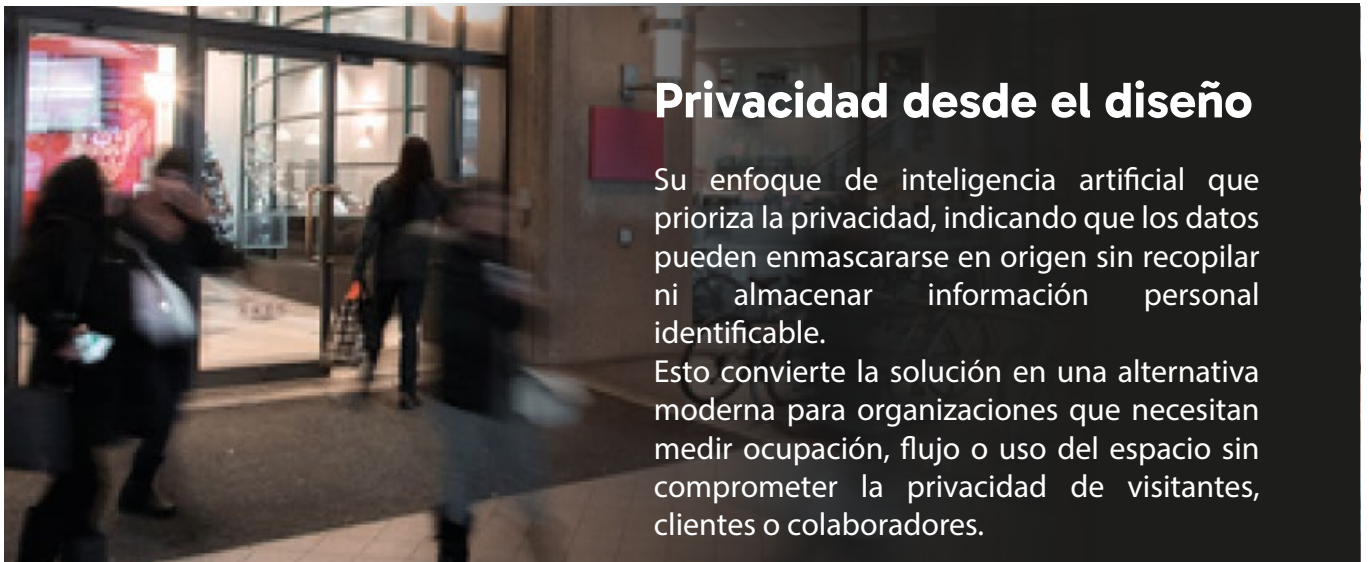 Privacidad desde el diseño
Su enfoque de inteligencia artificial que
prioriza la privacidad, indicando que los datos
pueden enmascararse en origen sin recopilar
ni almacenar información personal
identificable.
Esto convierte la solución en una alternativa
moderna para organizaciones que necesitan
medir ocupación, flujo o uso del espacio sin
comprometer la privacidad de visitantes,
clientes o colaboradores.